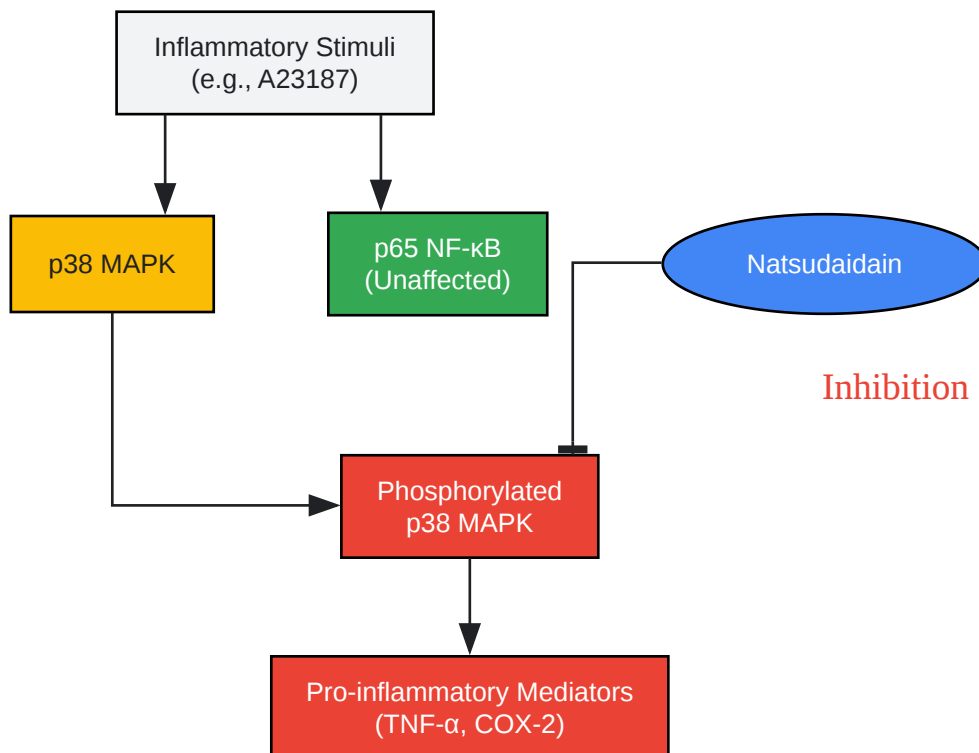 Inflammatory Stimuli
(e.g., A23187)
p38 MAPK
p65 NF-κB
(Unaffected)
Natsudaidain
Inhibition
Phosphorylated
p38 MAPK
Pro-inflammatory Mediators
(TNF-α, COX-2)